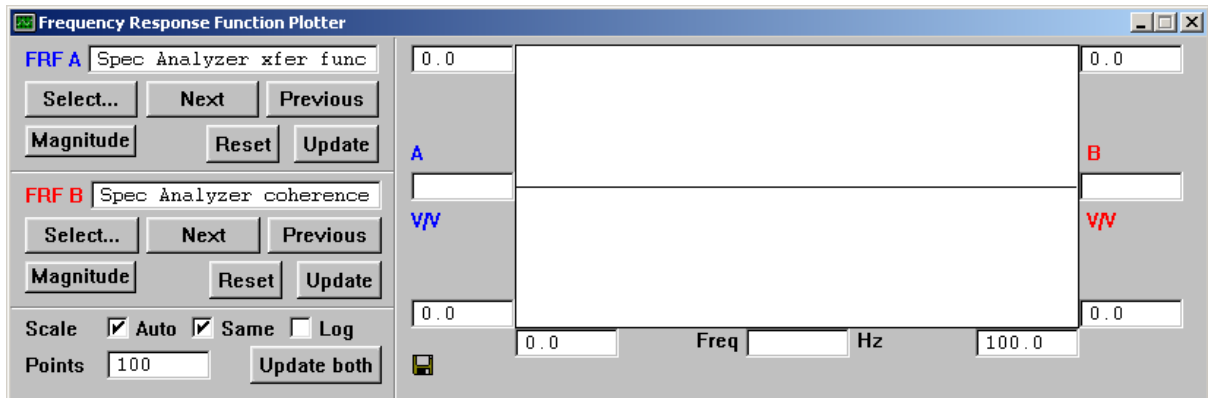 Frequency Response Function Plotter
FRF A Spec Analyzer xfer func
Select... Next Previous
Magnitude Reset Update
FRF B Spec Analyzer coherence
Select... Next Previous
Magnitude Reset Update
Scale Auto Same Log
Points 100 Update both
0.0
A
V/V
0.0
0.0
B
V/V
0.0
0.0 Freq Hz 100.0